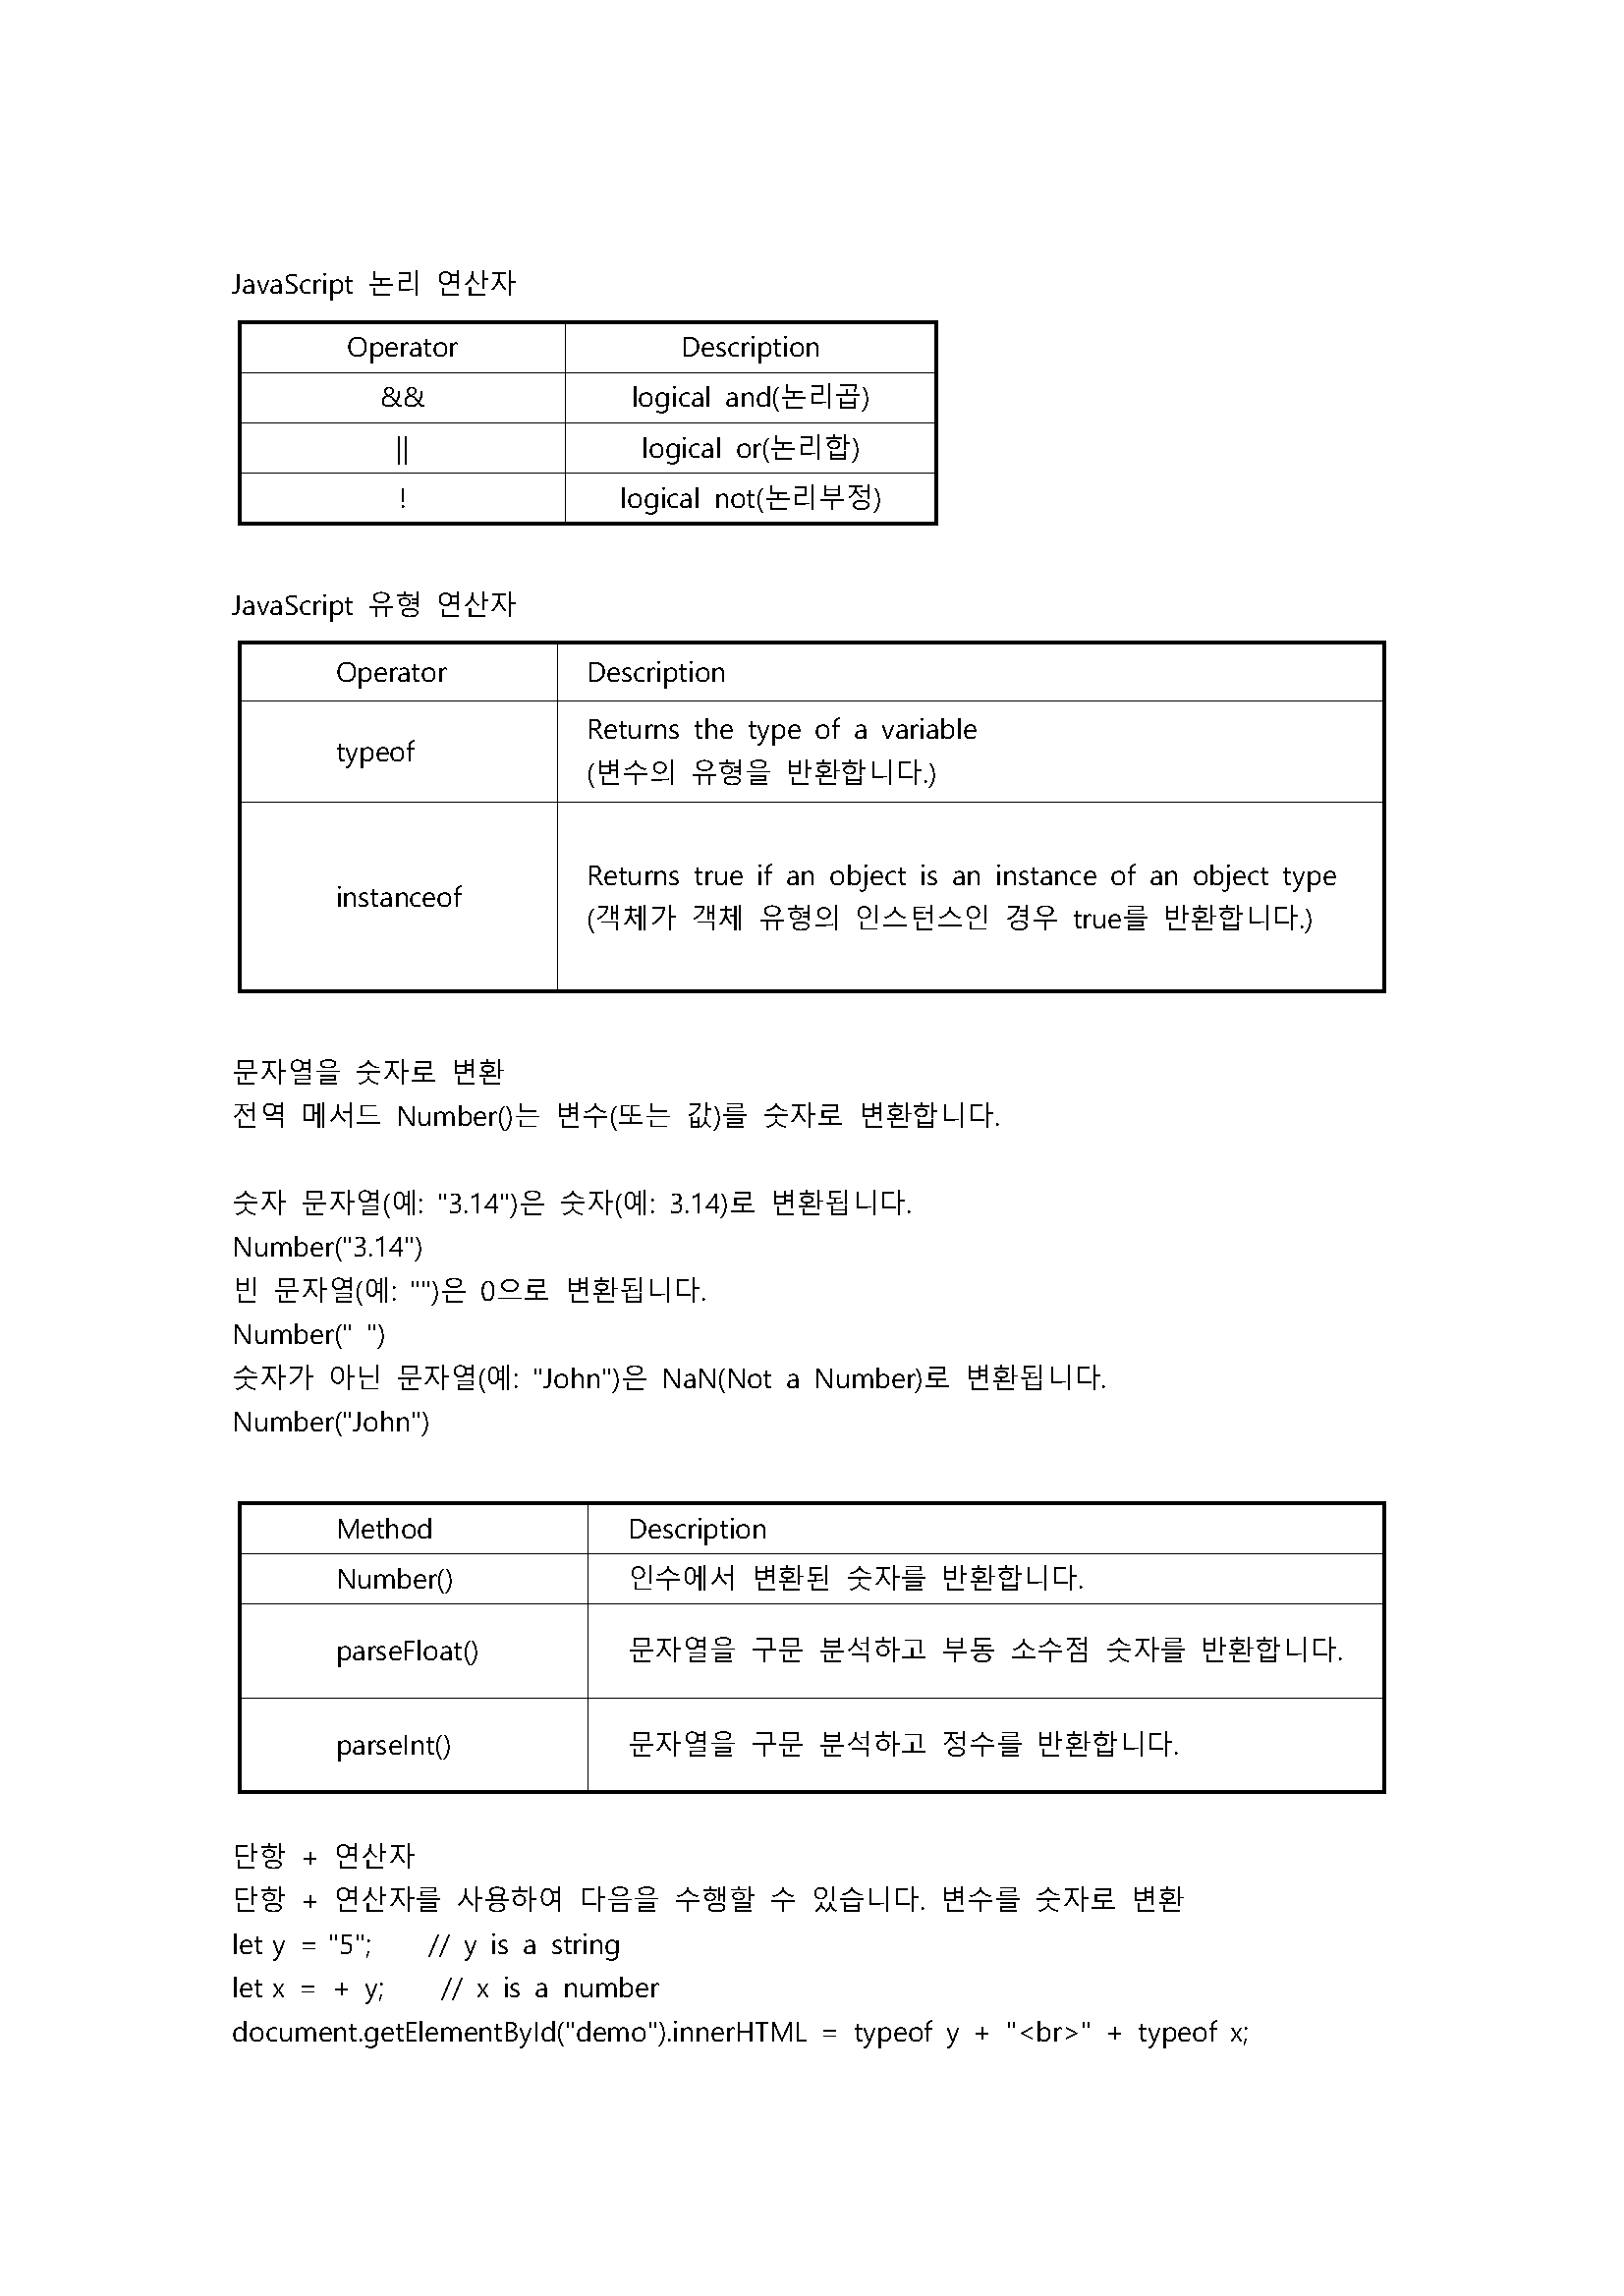 JavaScript 논리 연산자
Operator Description
&& logical and(논리곱)
|| logical or(논리합)
! logical not(논리부정)
JavaScript 유형 연산자
Operator Description
typeof Returns the type of a variable
(변수의 유형을 반환합니다.)
instanceof Returns true if an object is an instance of an object type
(객체가 객체 유형의 인스턴스인 경우 true를 반환합니다.)
문자열을 숫자로 변환
전역 메서드 Number()는 변수(또는 값)를 숫자로 변환합니다.
숫자 문자열(예: "3.14")은 숫자(예: 3.14)로 변환됩니다.
Number("3.14")
빈 문자열(예: "")은 0으로 변환됩니다.
Number(" ")
숫자가 아닌 문자열(예: "John")은 NaN(Not a Number)로 변환됩니다.
Number("John")
Method Description
Number() 인수에서 변환된 숫자를 반환합니다.
parseFloat() 문자열을 구문 분석하고 부동 소수점 숫자를 반환합니다.
parseInt() 문자열을 구문 분석하고 정수를 반환합니다.
단항 + 연산자
단항 + 연산자를 사용하여 다음을 수행할 수 있습니다. 변수를 숫자로 변환
let y = "5"; // y is a string
let x = + y; // x is a number
document.getElementById("demo").innerHTML = typeof y + "<br>" + typeof x;